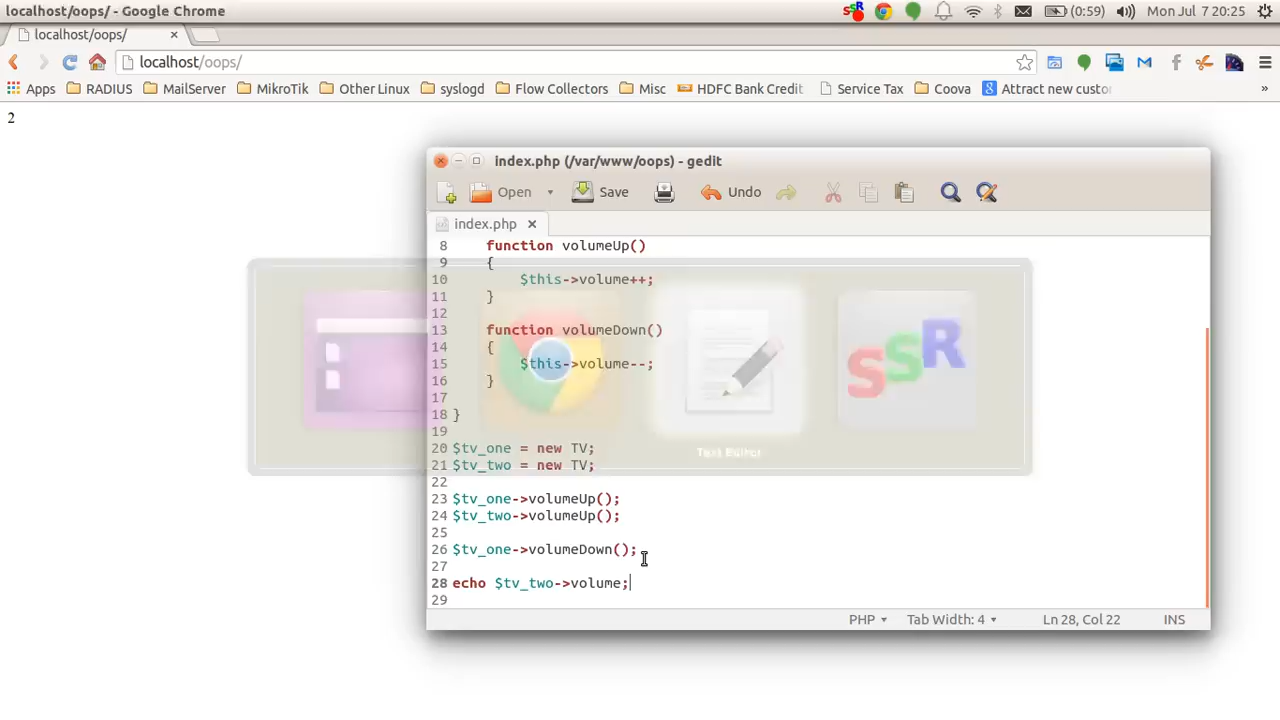 localhost/oops/ - Google Chrome
(0:59)
Mon Jul 7 20:25
localhost/oops/
localhost/oops/
Apps
RADIUS
MailServer
MikroTik
Other Linux
syslogd
Flow Collectors
Misc
HDFC Bank Credit
Service Tax
Coova
Attract new custo
»
2
index.php (/var/www/oops) - gedit
Open
Save
Undo
index.php
8 function volumeUp()
9 {
10 $this->volume++;
11 }
12
13 function volumeDown()
14 {
15 $this->volume--;
16 }
17
18 }
19
20 $tv_one = new TV;
21 $tv_two = new TV;
22
23 $tv_one->volumeUp();
24 $tv_two->volumeUp();
25
26 $tv_one->volumeDown();
27
28 echo $tv_two->volume;
29
SSR
Text Editor
PHP
Tab Width: 4
Ln 28, Col 22
INS